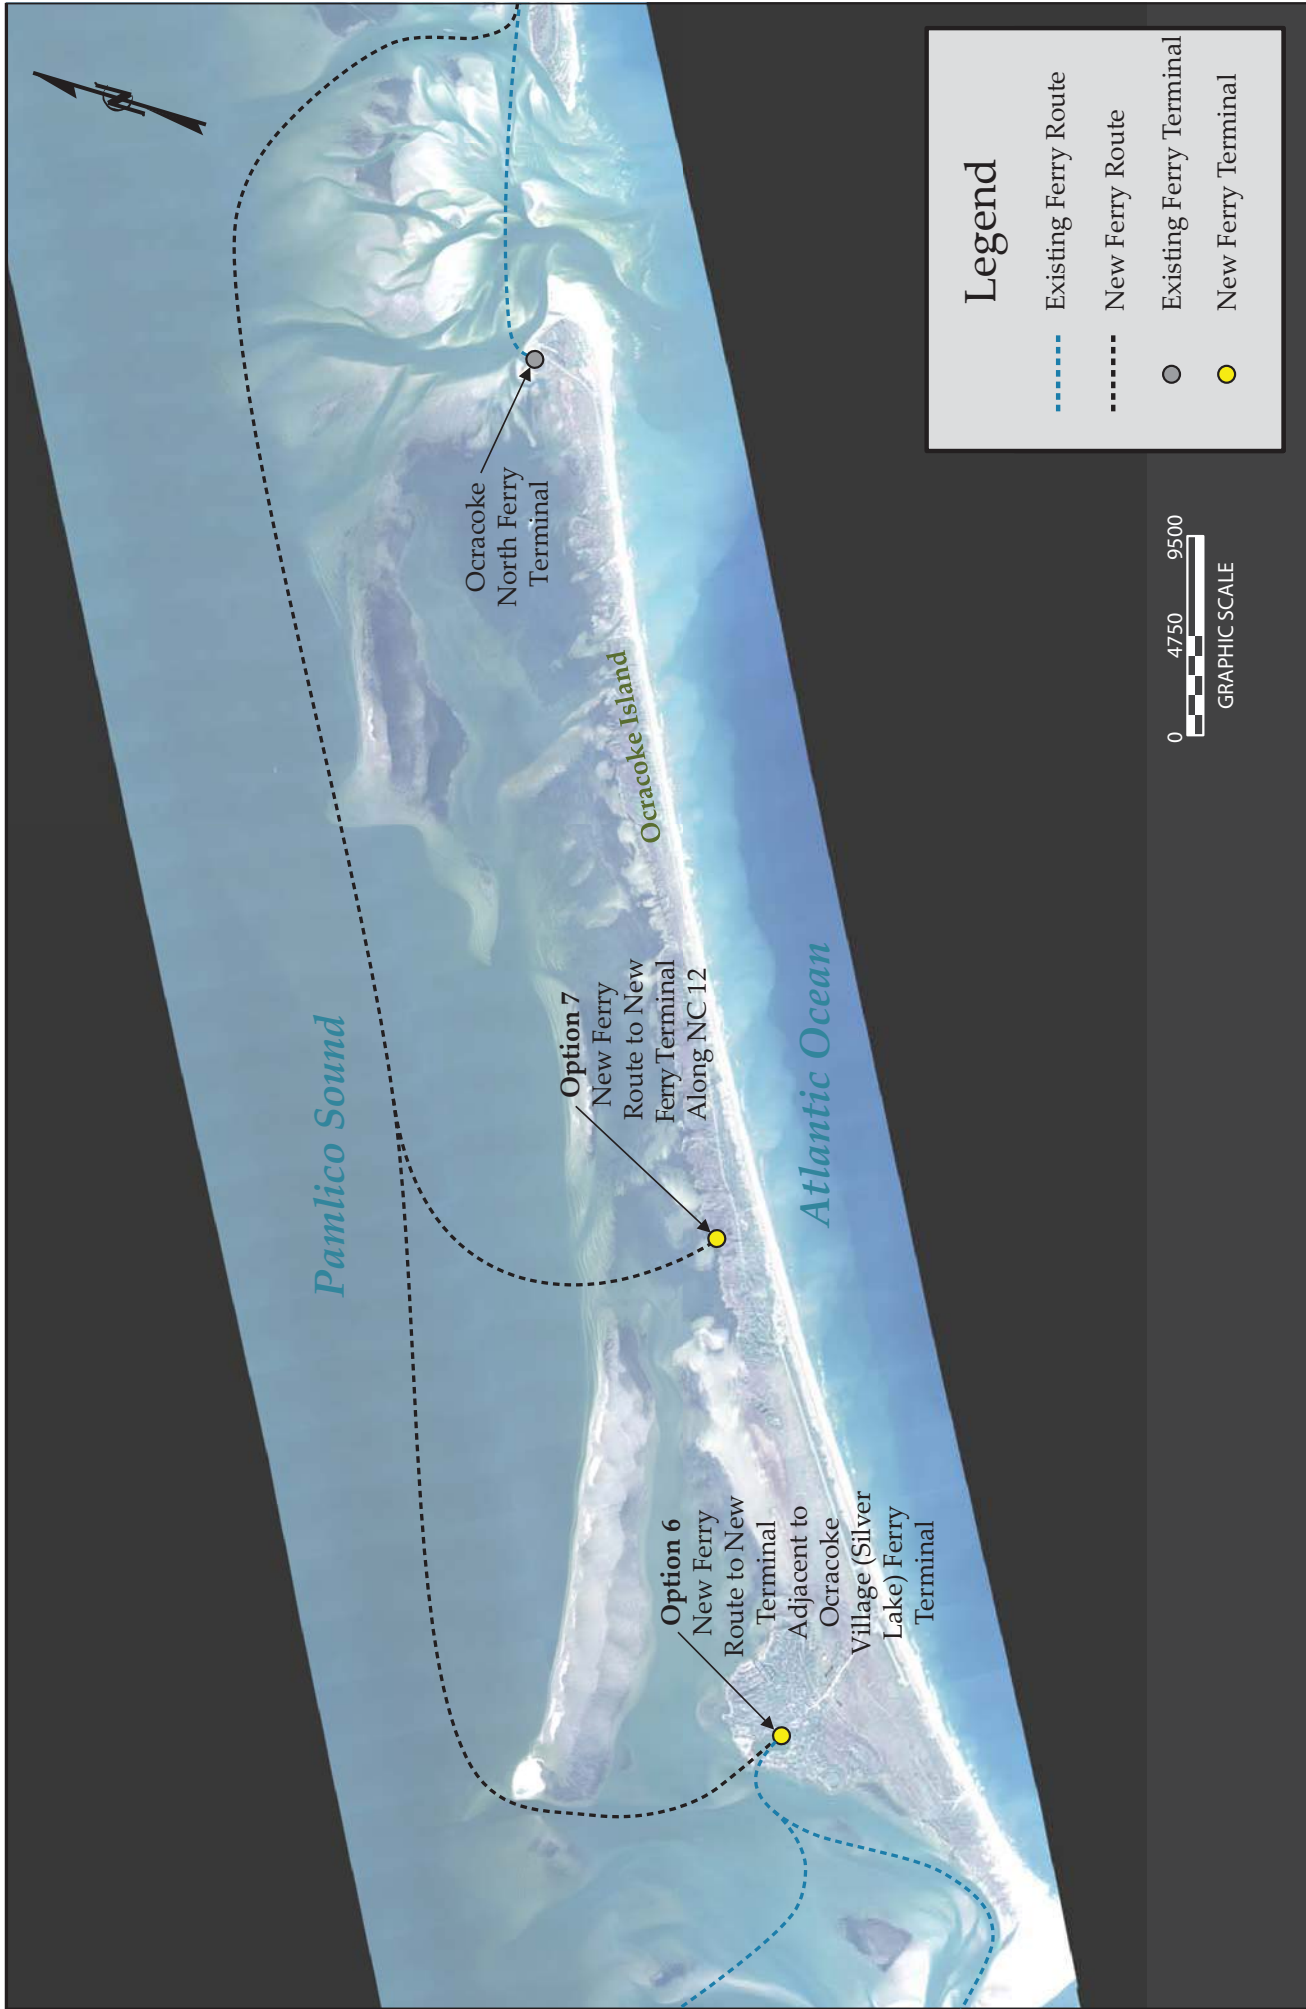 Pamlico Sound
Ocracoke
North Ferry
Terminal
Ocracoke Island
Option 7
New Ferry
Route to New
Ferry Terminal
Along NC 12
Option 6
New Ferry
Route to New
Terminal
Adjacent to
Ocracoke
Village (Silver
Lake) Ferry
Terminal
Atlantic Ocean
N
Legend
Existing Ferry Route
New Ferry Route
Existing Ferry Terminal
New Ferry Terminal
0 4750 9500
GRAPHIC SCALE